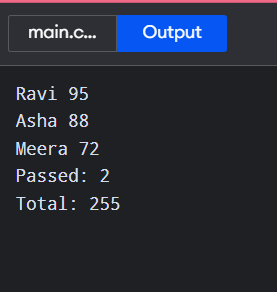 main.c...
Output
Ravi 95
Asha 88
Meera 72
Passed: 2
Total: 255